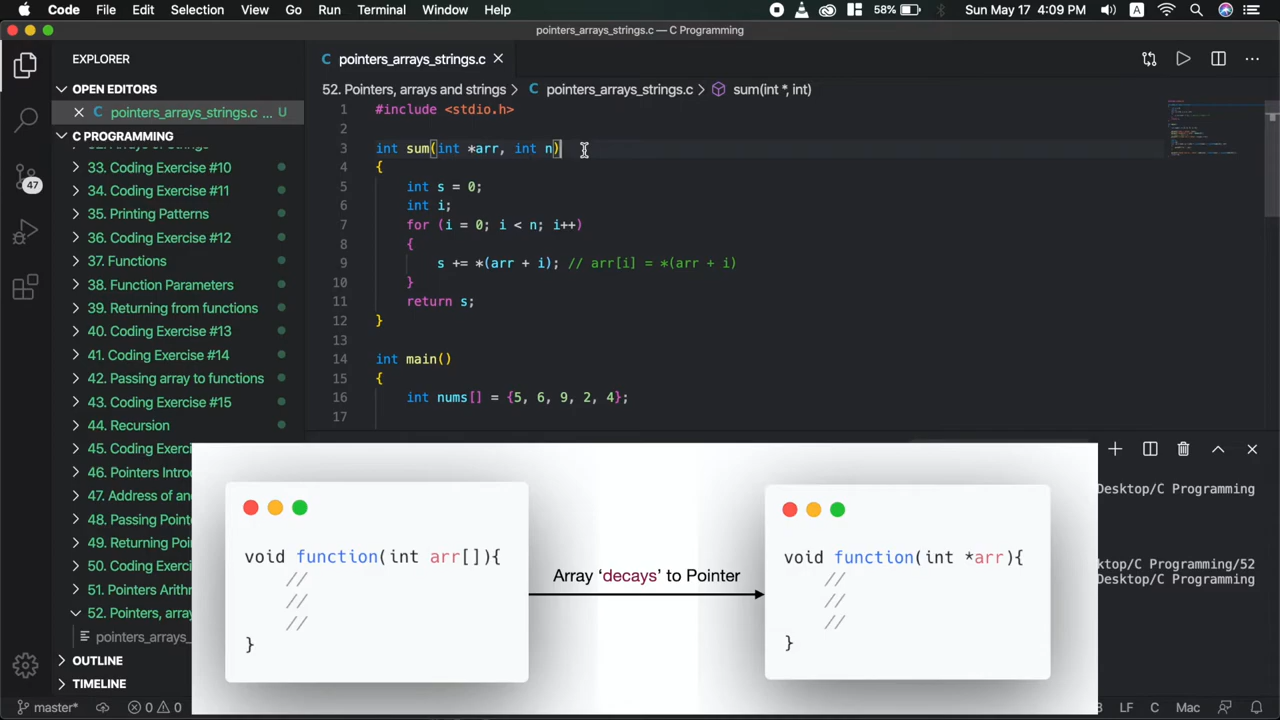 Code File Edit Selection View Go Run Terminal Window Help 58% Sun May 17 4:09 PM A
pointers_arrays_strings.c — C Programming
EXPLORER
OPEN EDITORS
pointers_arrays_strings.c ... U
C PROGRAMMING
33. Coding Exercise #10
34. Coding Exercise #11
35. Printing Patterns
36. Coding Exercise #12
37. Functions
38. Function Parameters
39. Returning from functions
40. Coding Exercise #13
41. Coding Exercise #14
42. Passing array to functions
43. Coding Exercise #15
44. Recursion
45. Coding Exerci
46. Pointers Intro
47. Address of an
48. Passing Point
49. Returning Poi
50. Coding Exerci
51. Pointers Arith
52. Pointers, array
pointers_arrays_
OUTLINE
TIMELINE
47
C pointers_arrays_strings.c
52. Pointers, arrays and strings > C pointers_arrays_strings.c > sum(int *, int)
1 #include <stdio.h>
2
3 int sum(int *arr, int n)
4 {
5 int s = 0;
6 int i;
7 for (i = 0; i < n; i++)
8 {
9 s += *(arr + i); // arr[i] = *(arr + i)
10 }
11 return s;
12 }
13
14 int main()
15 {
16 int nums[] = {5, 6, 9, 2, 4};
17
Desktop/C Programming
ktop/C Programming/52
Desktop/C Programming
void function(int arr[]){
//
//
//
}
Array ‘decays’ to Pointer
void function(int *arr){
//
//
//
}
master* 0 0 LF C Mac